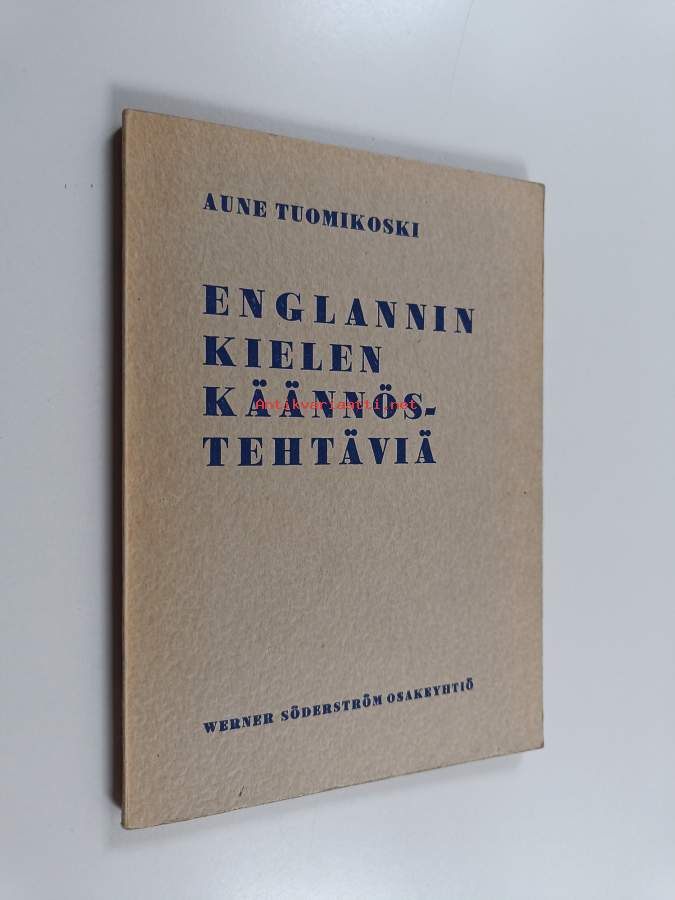 AUNE TUOMIKOSKI
ENGLANNIN
KIELEN
KÄÄNNÖS-
Antikvariaatti.net
TEHTÄVIÄ
WERNER SÖDERSTRÖM OSAKEYHTIÖ